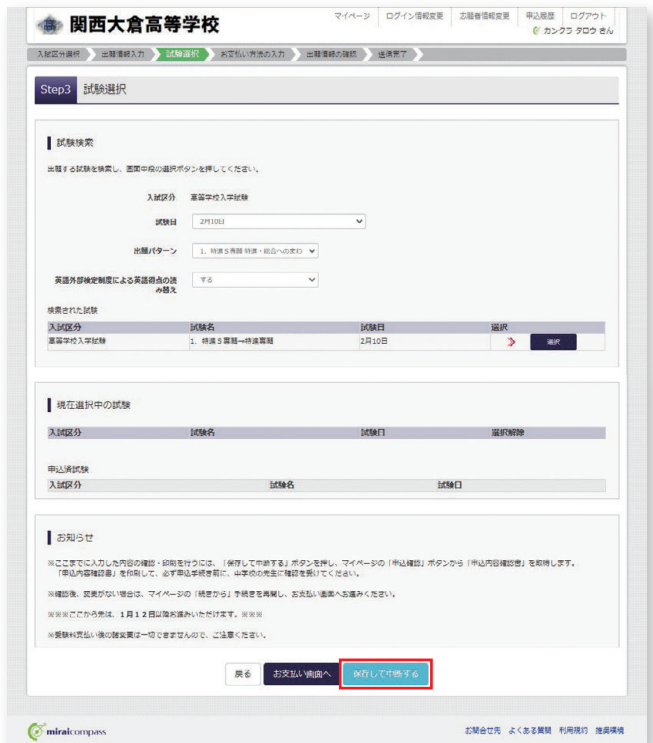 関西大倉高等学校
マイページ ログイン情報変更 志願者情報変更 申込履歴 ログアウト
カンクラ タロウ さん
入試区分選択 出願情報入力 試験選択 お支払い方法の入力 出願情報の確認 送信完了
Step3 試験選択
試験検索
出願する試験を検索し、画面中段の選択ボタンを押してください。
入試区分 高等学校入学試験
試験日 2月10日
出願パターン 1. 特進S専願 特進・総合への変わ
英語外部検定制度による英語得点の読 する
み替え
検索された試験
入試区分 試験名 試験日 選択
高等学校入学試験 1. 特進S専願→特進専願 2月10日 選択
現在選択中の試験
入試区分 試験名 試験日 選択解除
申込済試験
入試区分 試験名 試験日
お知らせ
※ここまでに入力した内容の確認・印刷を行うには、「保存して中断する」ボタンを押し、マイページの「申込確認」ボタンから「申込内容確認書」を取得します。
「申込内容確認書」を印刷して、必ず申込手続き前に、中学校の先生に確認を受けてください。
※確認後、変更がない場合は、マイページの「続きから」手続きを再開し、お支払い画面へお進みください。
※※※ここから先は、1月12日以降お進みいただけます。※※※
※受験料支払い後の諸変更は一切できませんので、ご注意ください。
戻る お支払い画面へ 保存して中断する
miraicompass お問合せ先 よくある質問 利用規約 推奨環境